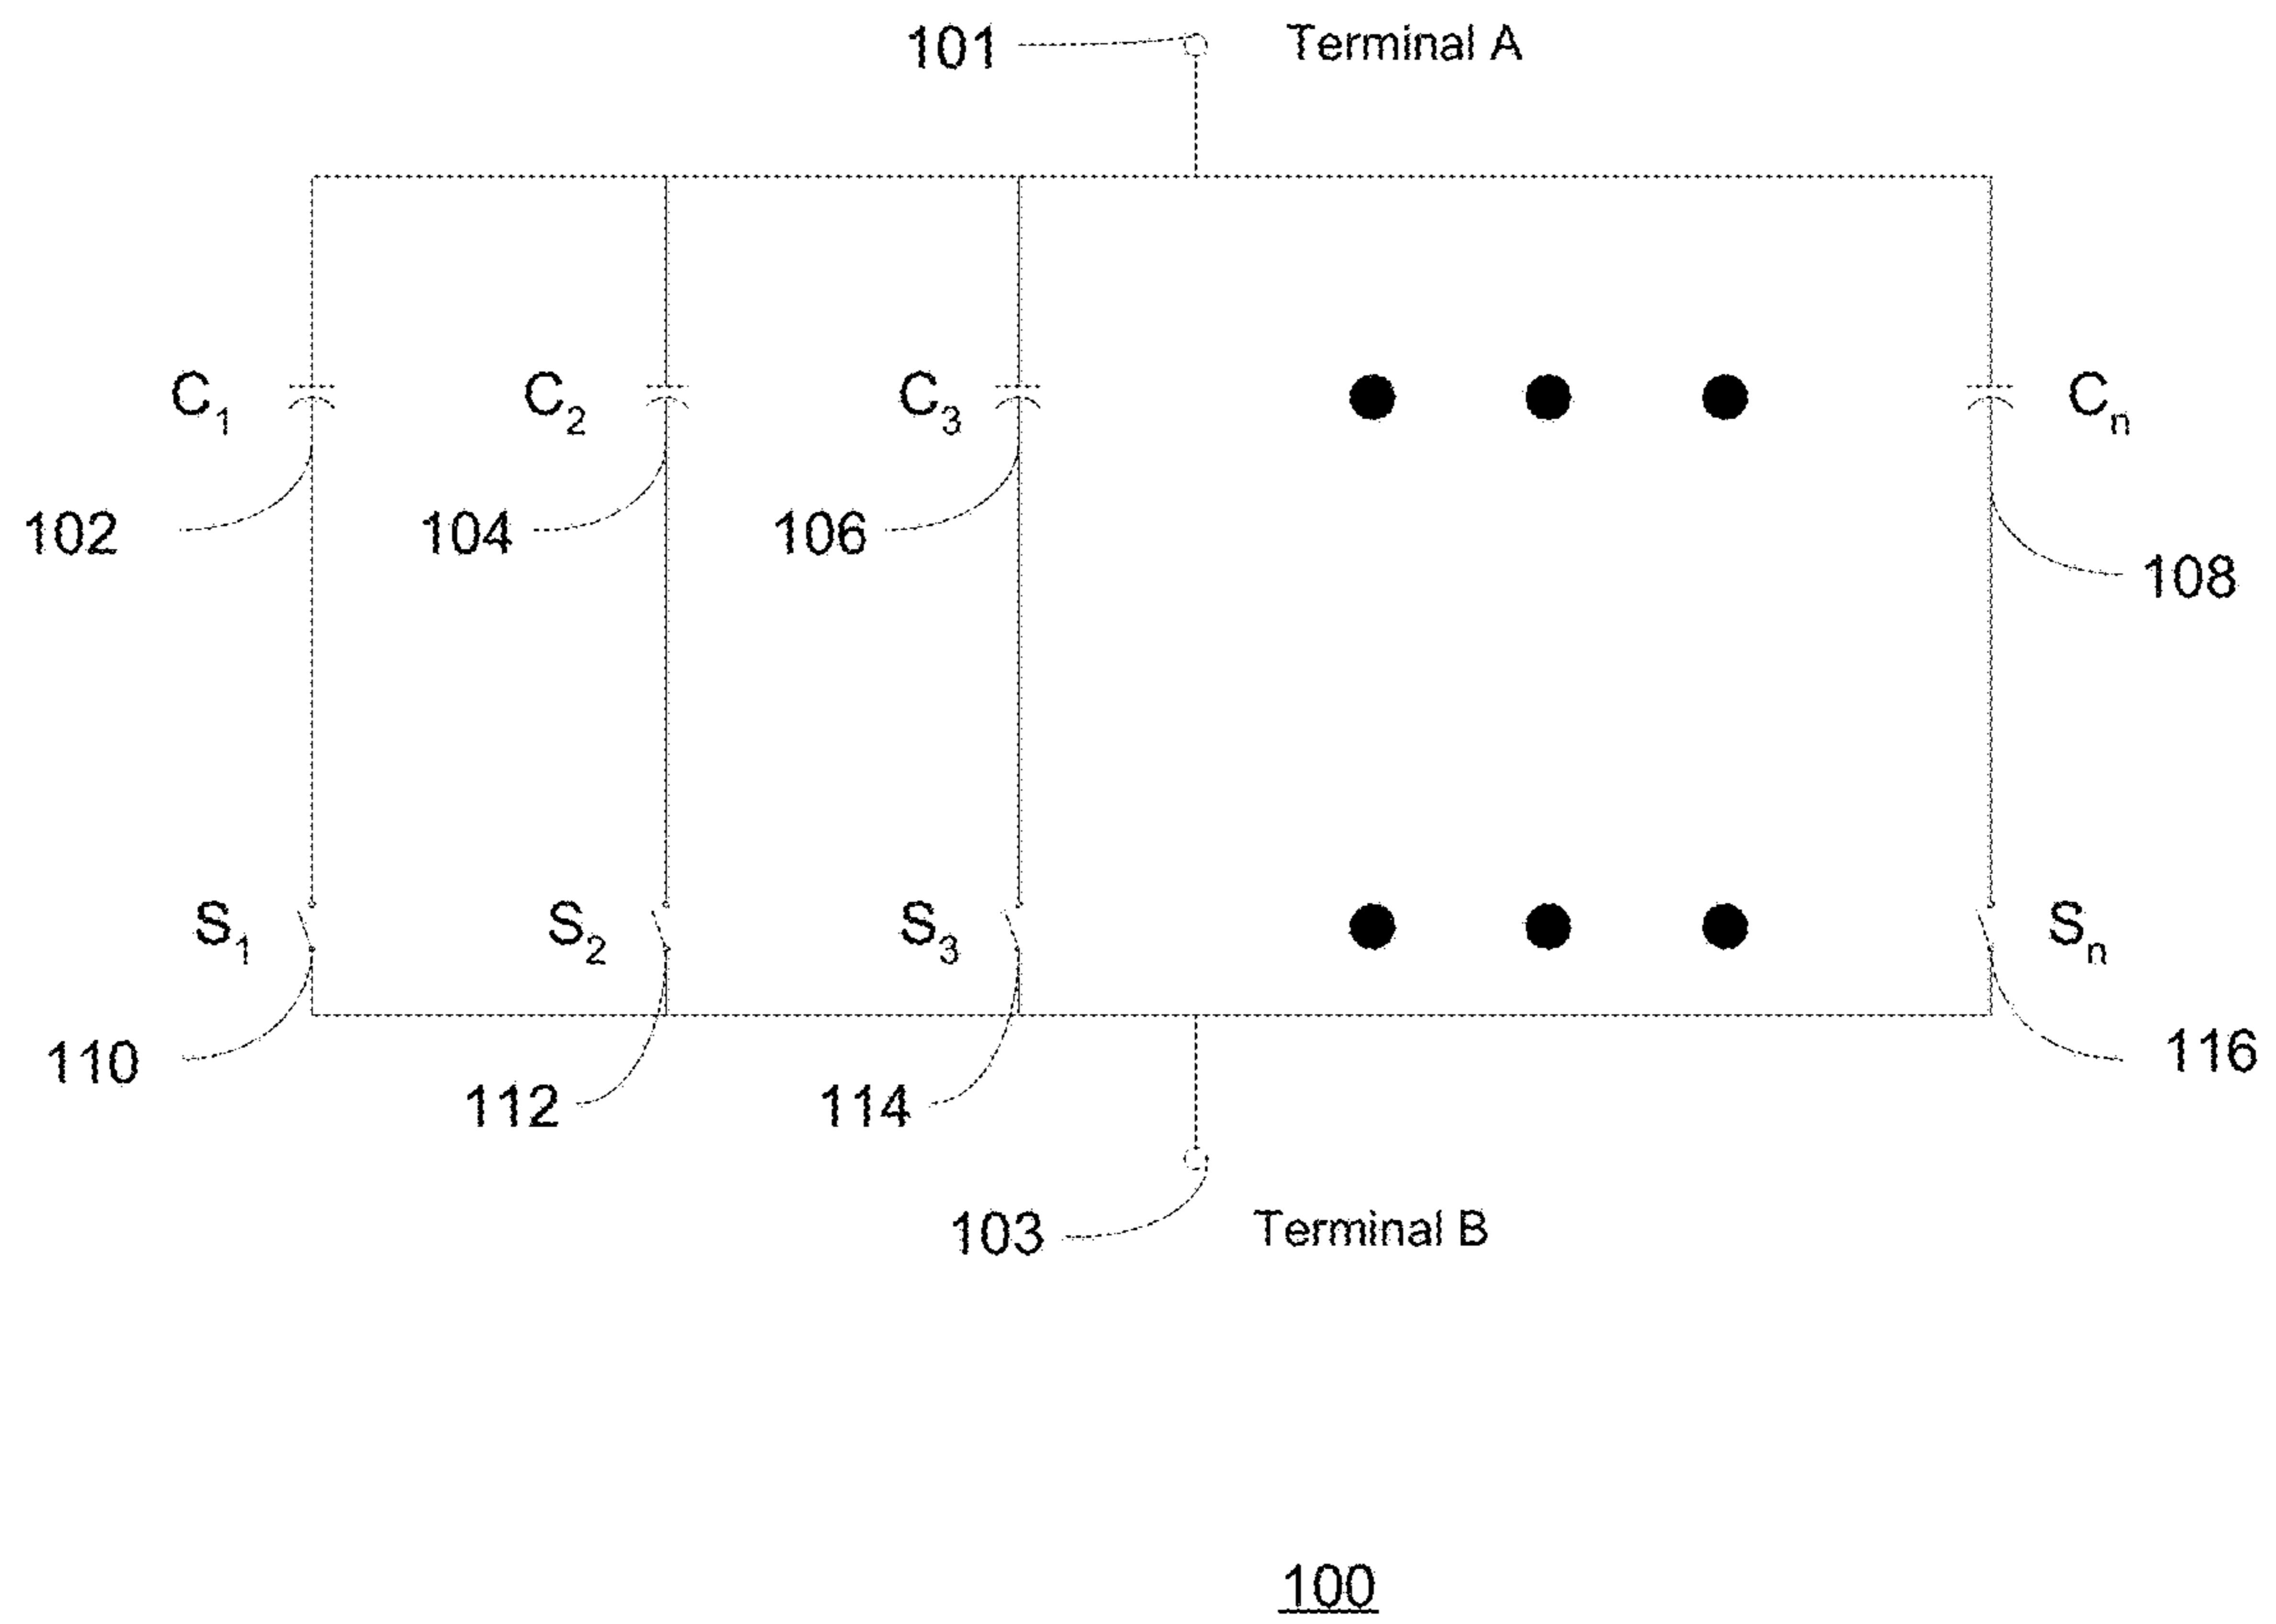 101 Terminal A
C1 C2 C3 Cn
102 104 106 108
S1 S2 S3 Sn
110 112 114 116
103 Terminal B
100